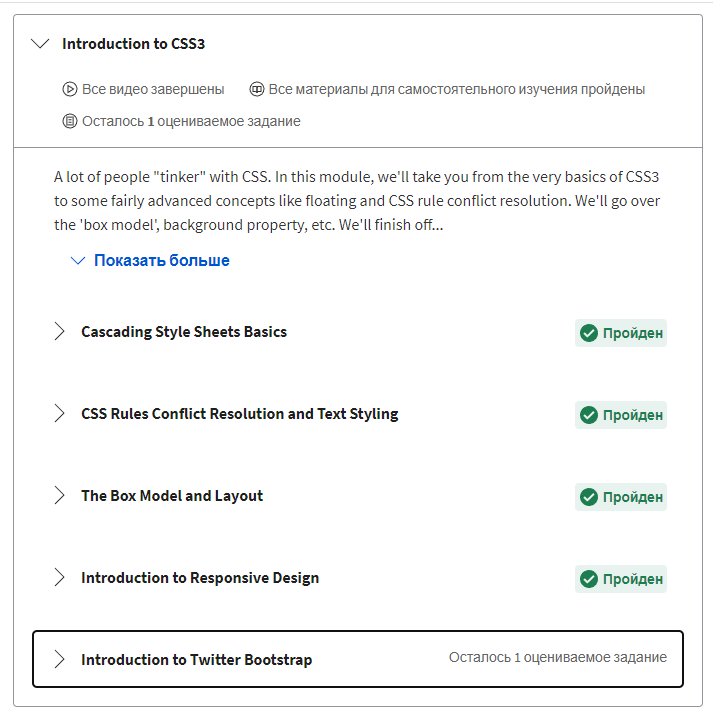 Introduction to CSS3
Все видео завершены Все материалы для самостоятельного изучения пройдены
Осталось 1 оцениваемое задание
A lot of people "tinker" with CSS. In this module, we'll take you from the very basics of CSS3
to some fairly advanced concepts like floating and CSS rule conflict resolution. We'll go over
the 'box model', background property, etc. We'll finish off...
Показать больше
Cascading Style Sheets Basics Пройден
CSS Rules Conflict Resolution and Text Styling Пройден
The Box Model and Layout Пройден
Introduction to Responsive Design Пройден
Introduction to Twitter Bootstrap Осталось 1 оцениваемое задание